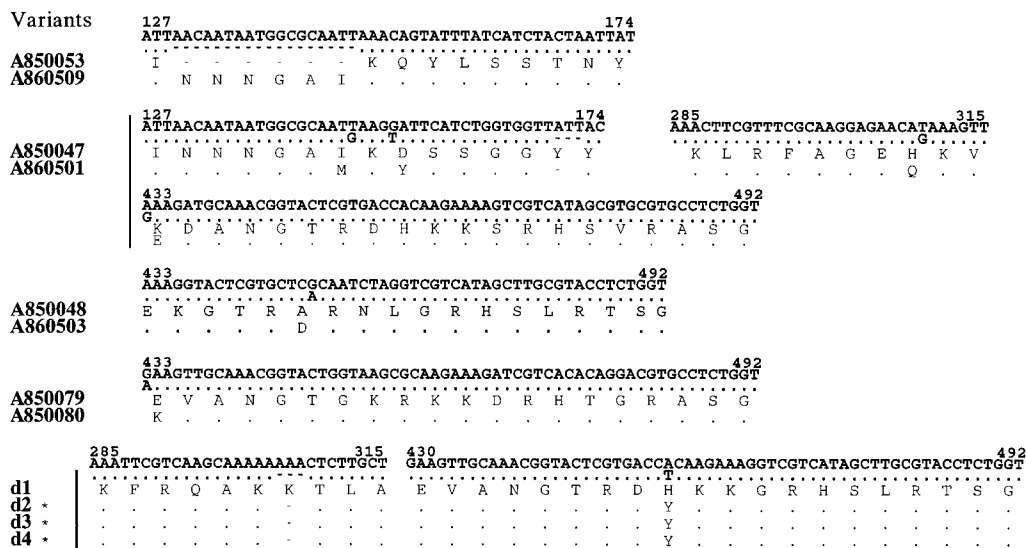 Variants
127 174
ATTAACAATAATGGCGCAATTAAACAGTATTTATCATCTACTAATTAT
A850053 I - - - - - - K Q Y L S S T N Y
A860509 . N N N G A I . . . . . . . . .
127 174 285 315
ATTAACAATAATGGCGCAATTAAGGATTCATCTGGTGGTTATTAC AAACTTCGTTTCGCAAGGAGAACATAAAGTT
G T G
A850047 I N N N G A I K D S S G G Y Y K L R F A G E H K V
A860501 . . . . . . M . Y . . . . - . . . . . . . . Q . .
433 492
AAAGATGCAAACGGTACTCGTGACCACAAGAAAAGTCGTCATAGCGTGCGTGCCTCTGGT
G
K D A N G T R D H K K S R H S V R A S G
E . . . . . . . . . . . . . . . . . . .
433 492
AAAGGTACTCGTGCTCGCAATCTAGGTCGTCATAGCTTGCGTACCTCTGGT
A
A850048 E K G T R A R N L G R H S L R T S G
A860503 . . . . . D . . . . . . . . . . . .
433 492
GAAGTTGCAAACGGTACTGGTAAGCGCAAGAAAGATCGTCACACAGGACGTGCCTCTGGT
A
A850079 E V A N G T G K R K K D R H T G R A S G
A850080 K . . . . . . . . . . . . . . . . . . .
285 315 430 492
AAATTCGTCAAGCAAAAAAAACTCTTGCT GAAGTTGCAAACGGTACTCGTGACCACAAGAAAGGTCGTCATAGCTTGCGTACCTCTGGT
T
d1 K F R Q A K K T L A E V A N G T R D H K K G R H S L R T S G
d2 * . . . . . . - . . . . . . . . . . . Y . . . . . . . . . . .
d3 * . . . . . . - . . . . . . . . . . . Y . . . . . . . . . . .
d4 * . . . . . . - . . . . . . . . . . . Y . . . . . . . . . . .